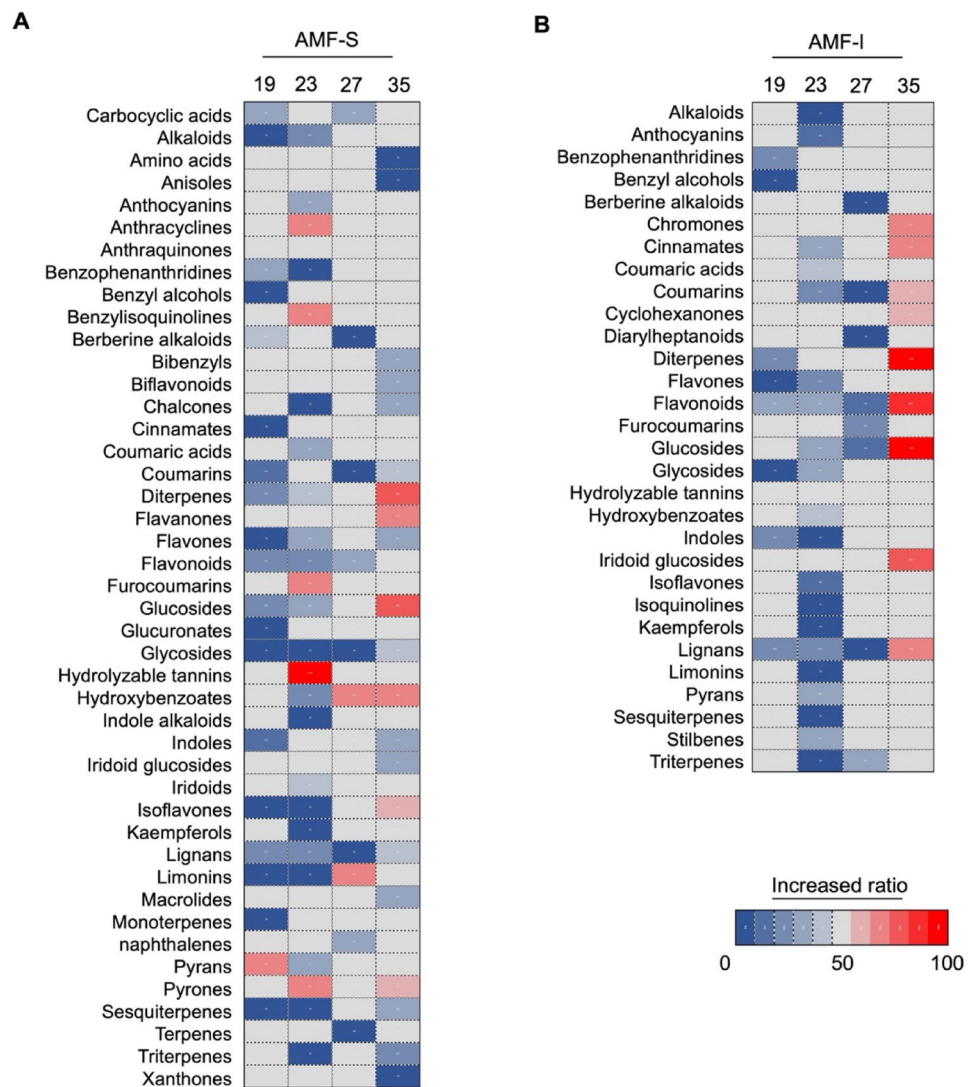 A
AMF-S
19 23 27 35
Carbocyclic acids
Alkaloids
Amino acids
Anisoles
Anthocyanins
Anthracyclines
Anthraquinones
Benzophenanthridines
Benzyl alcohols
Benzylisoquinolines
Berberine alkaloids
Bibenzyls
Biflavonoids
Chalcones
Cinnamates
Coumaric acids
Coumarins
Diterpenes
Flavanones
Flavones
Flavonoids
Furocoumarins
Glucosides
Glucuronates
Glycosides
Hydrolyzable tannins
Hydroxybenzoates
Indole alkaloids
Indoles
Iridoid glucosides
Iridoids
Isoflavones
Kaempferols
Lignans
Limonins
Macrolides
Monoterpenes
naphthalenes
Pyrans
Pyrones
Sesquiterpenes
Terpenes
Triterpenes
Xanthones
B
AMF-I
19 23 27 35
Alkaloids
Anthocyanins
Benzophenanthridines
Benzyl alcohols
Berberine alkaloids
Chromones
Cinnamates
Coumaric acids
Coumarins
Cyclohexanones
Diarylheptanoids
Diterpenes
Flavones
Flavonoids
Furocoumarins
Glucosides
Glycosides
Hydrolyzable tannins
Hydroxybenzoates
Indoles
Iridoid glucosides
Isoflavones
Isoquinolines
Kaempferols
Lignans
Limonins
Pyrans
Sesquiterpenes
Stilbenes
Triterpenes
Increased ratio
0 50 100